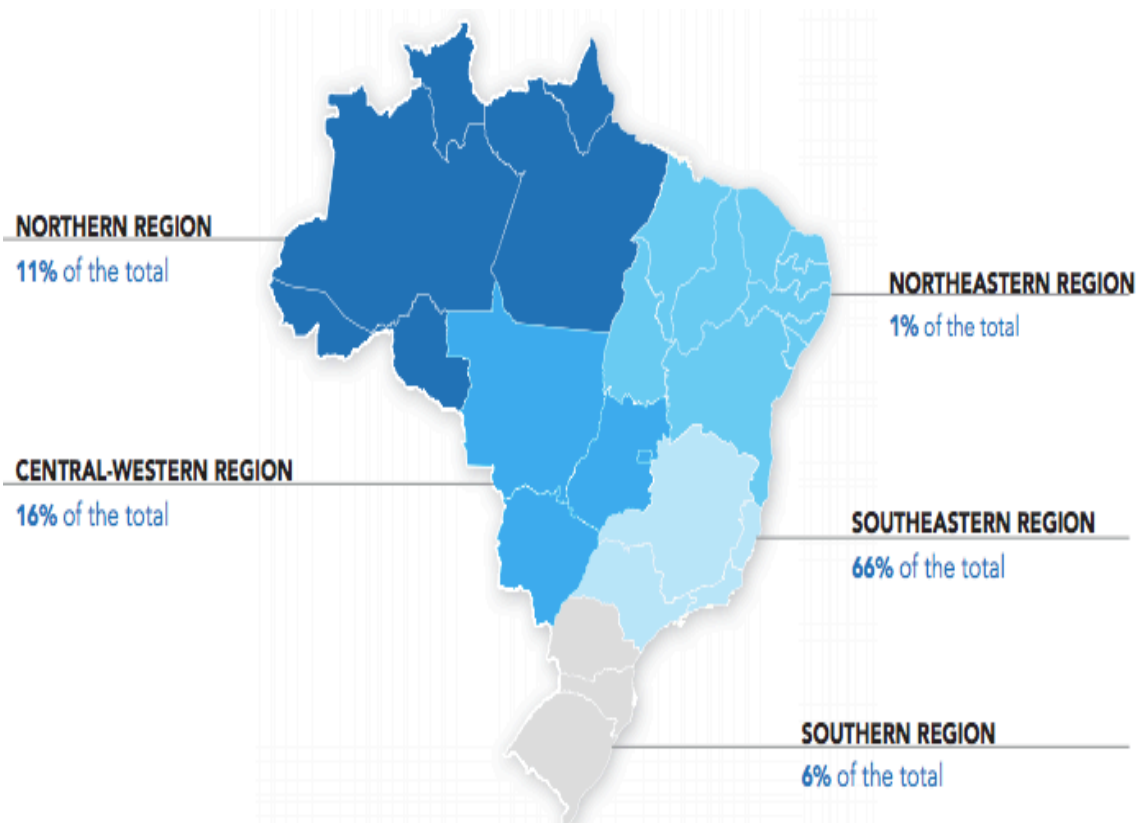 NORTHERN REGION
11% of the total
NORTHEASTERN REGION
1% of the total
CENTRAL-WESTERN REGION
16% of the total
SOUTHEASTERN REGION
66% of the total
SOUTHERN REGION
6% of the total